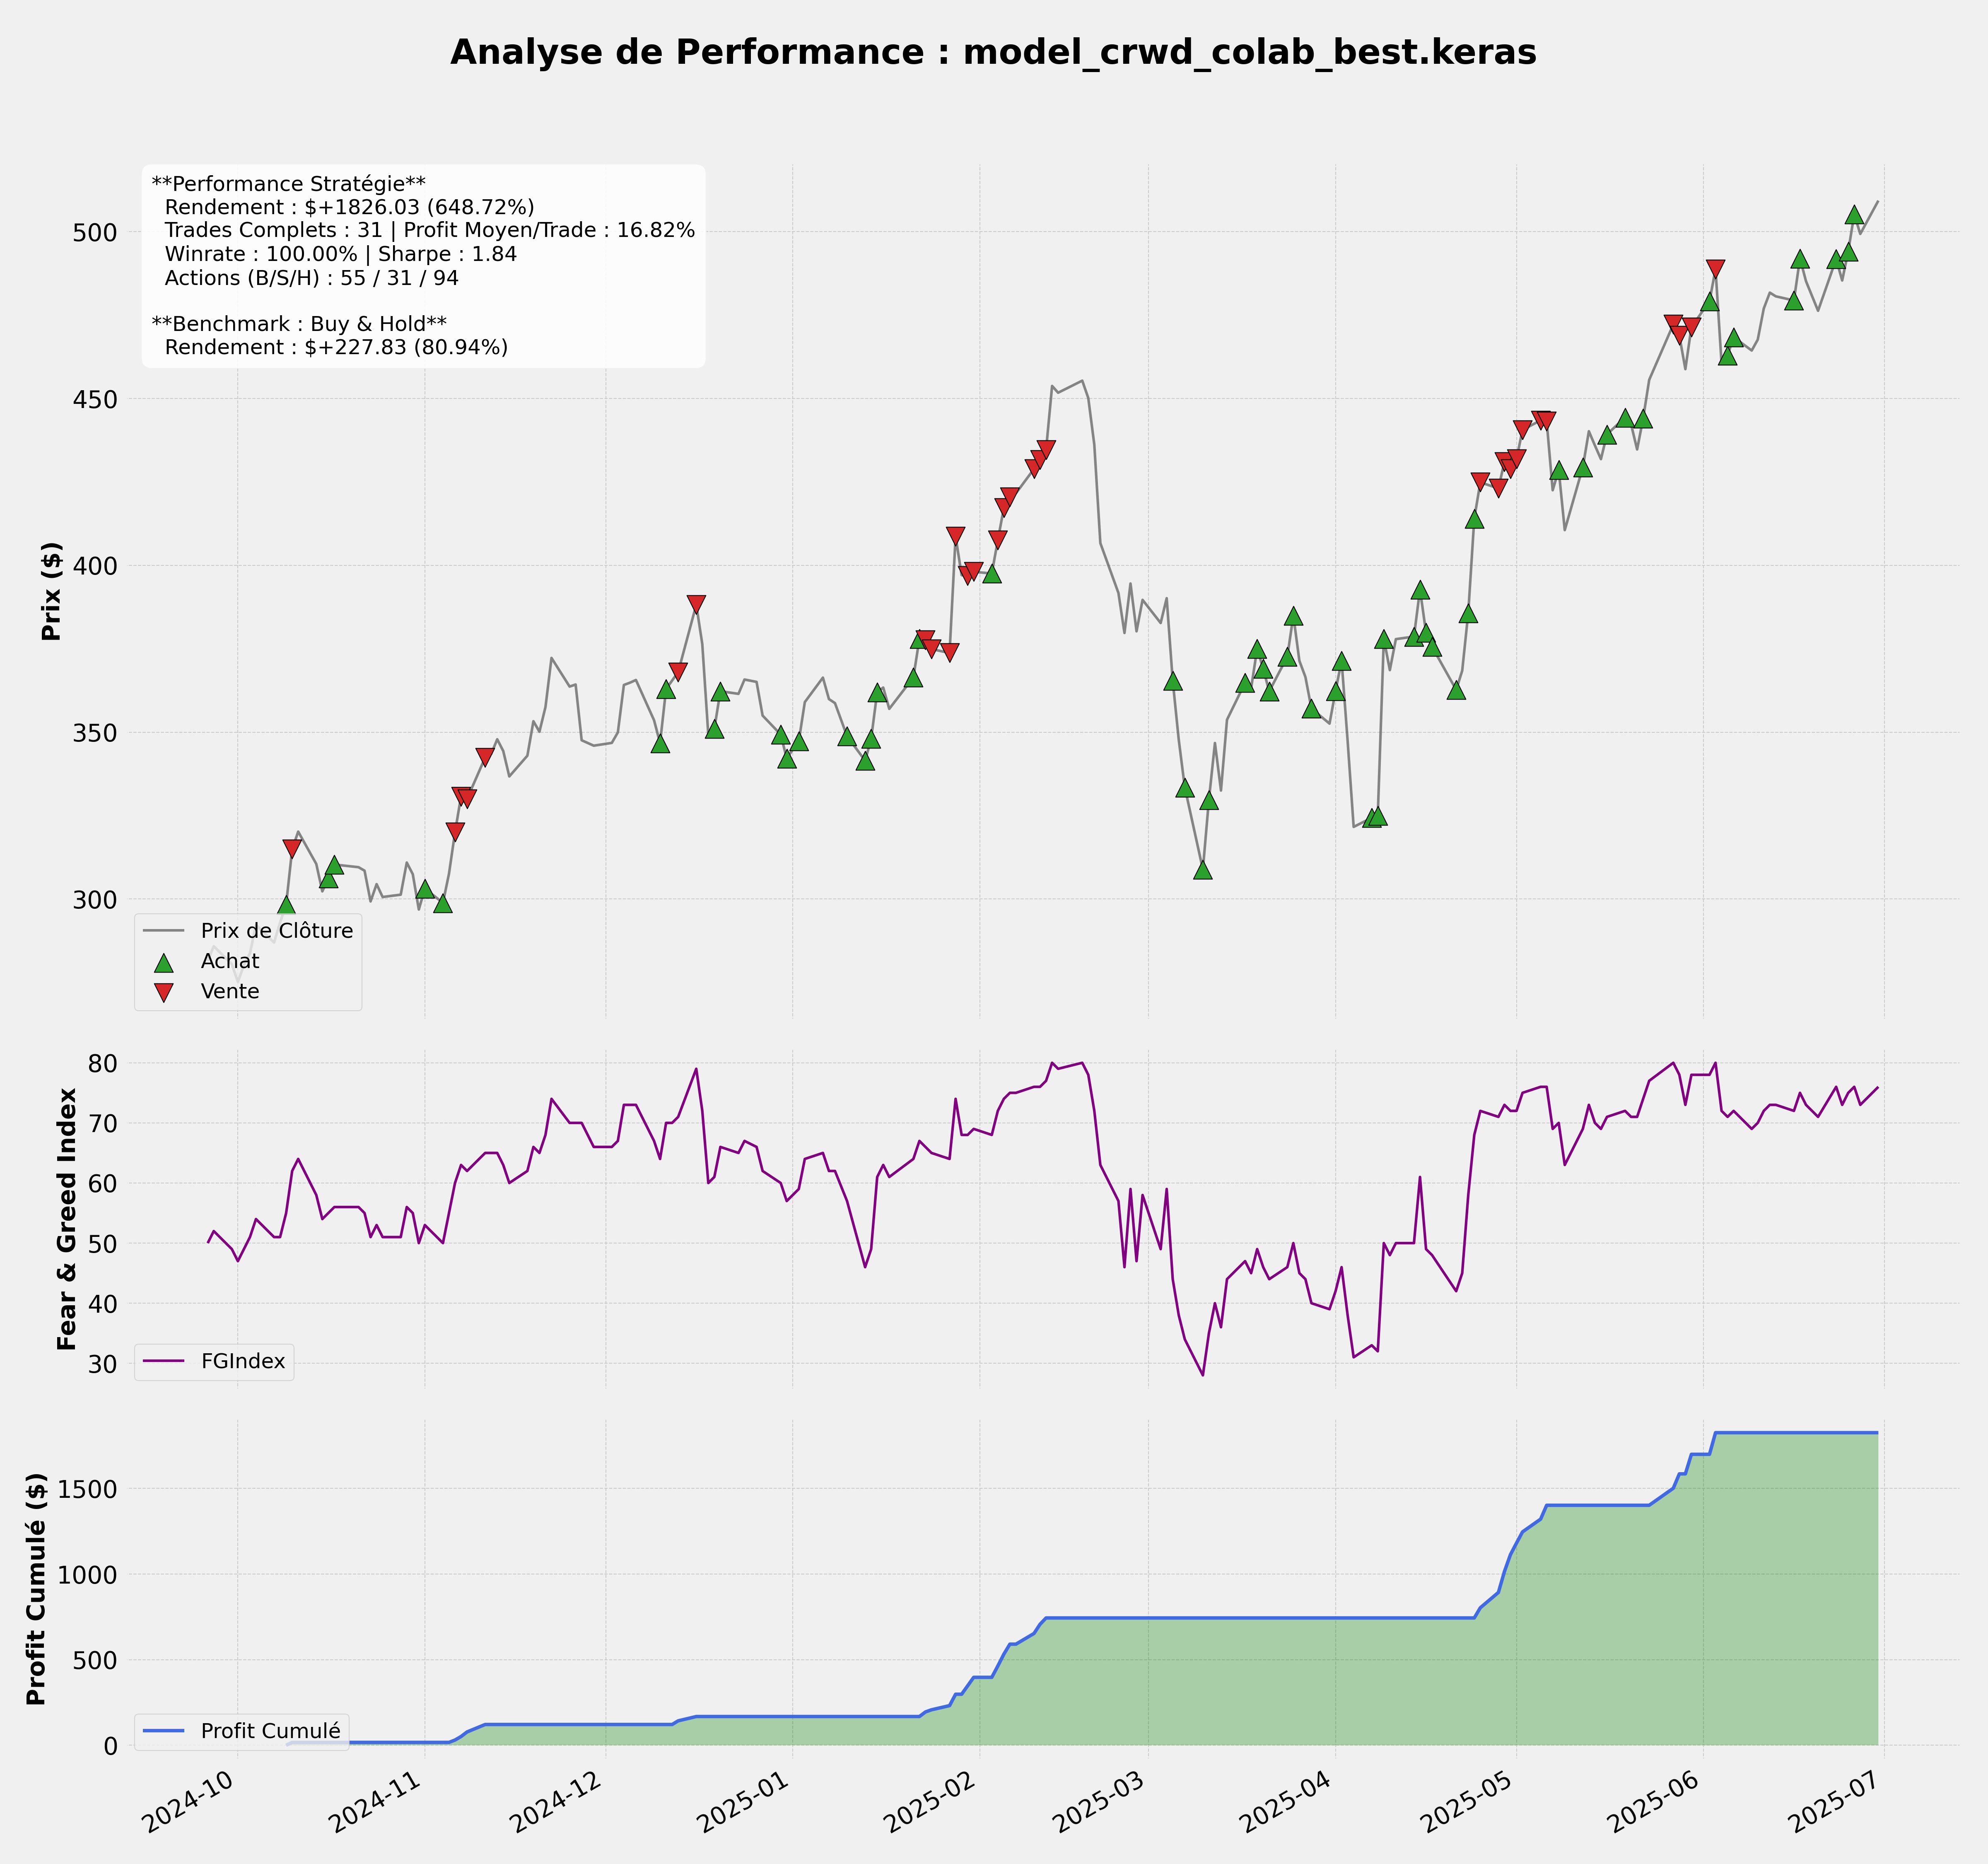 Analyse de Performance : model_crwd_colab_best.keras
**Performance Stratégie**
Rendement : $+1826.03 (648.72%)
Trades Complets : 31 | Profit Moyen/Trade : 16.82%
Winrate : 100.00% | Sharpe : 1.84
Actions (B/S/H) : 55 / 31 / 94
**Benchmark : Buy & Hold**
Rendement : $+227.83 (80.94%)
Prix ($)
500
450
400
350
300
Prix de Clôture
Achat
Vente
Fear & Greed Index
80
70
60
50
40
30
FGIndex
Profit Cumulé ($)
1500
1000
500
0
Profit Cumulé
2024-10
2024-11
2024-12
2025-01
2025-02
2025-03
2025-04
2025-05
2025-06
2025-07